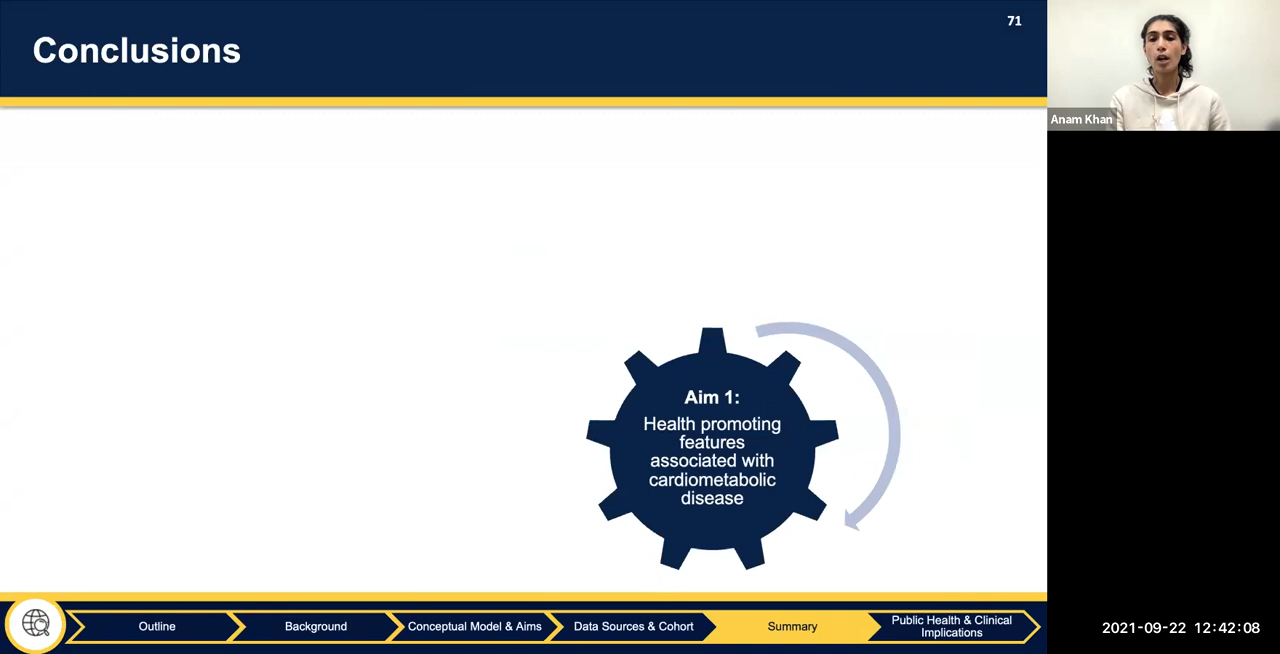 71
Conclusions
Anam Khan
Aim 1:
Health promoting
features
associated with
cardiometabolic
disease
Outline
Background
Conceptual Model & Aims
Data Sources & Cohort
Summary
Public Health & Clinical
Implications
2021-09-22 12:42:08